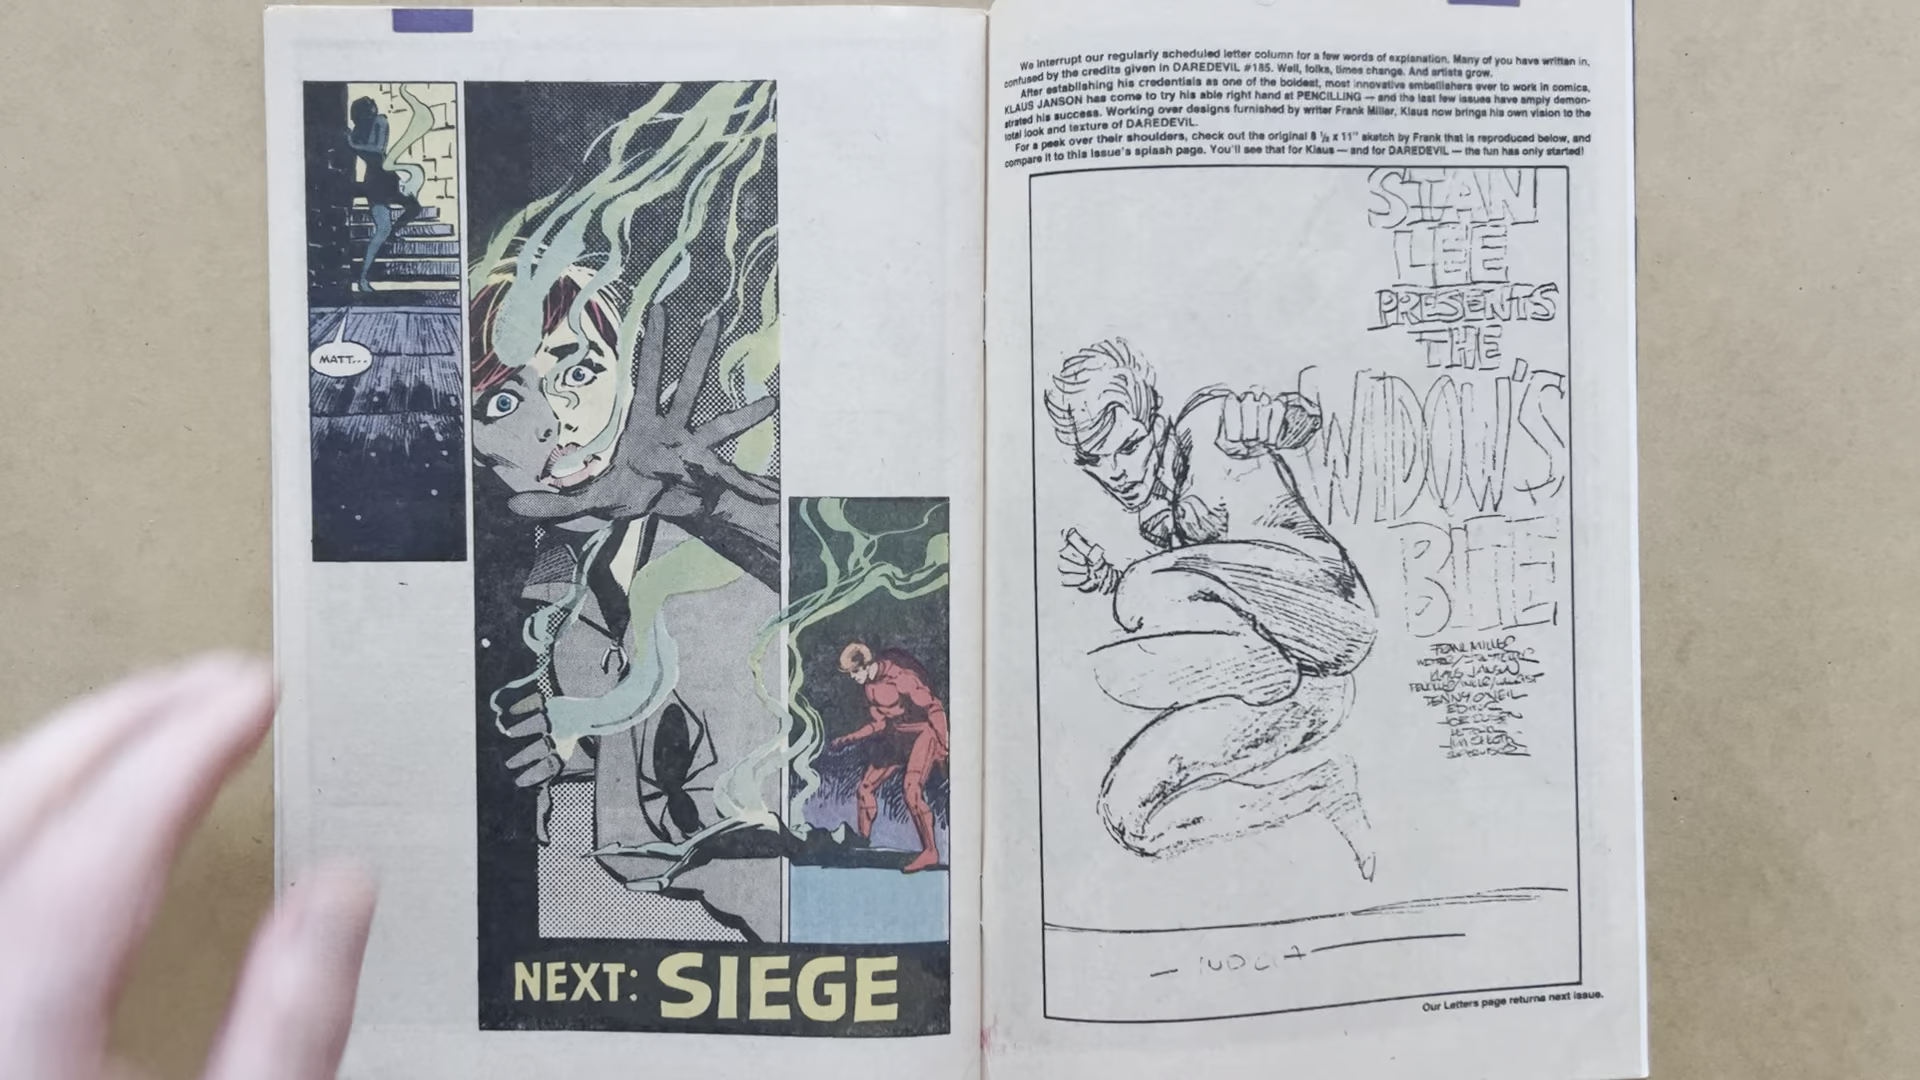 MATT...
NEXT: SIEGE
We interrupt our regularly scheduled letter column for a few words of explanation. Many of you have written in,
confused by the credits given in DAREDEVIL #185. Well, folks, times change. And artists grow.
After establishing his credentials as one of the boldest, most innovative embellishers ever to work in comics,
KLAUS JANSON has come to try his able right hand at PENCILLING — and the last few issues have amply demon-
strated his success. Working over designs furnished by writer Frank Miller, Klaus now brings his own vision to the
total look and texture of DAREDEVIL.
For a peek over their shoulders, check out the original 8 ½ x 11" sketch by Frank that is reproduced below, and
compare it to this issue's splash page. You'll see that for Klaus — and for DAREDEVIL — the fun has only started!
STAN
LEE
PRESENTS
THE
WIDOW'S
BITE
FRANK MILLER
KLAUS JANSON
DENNY O'NEIL
Our Letters page returns next issue.